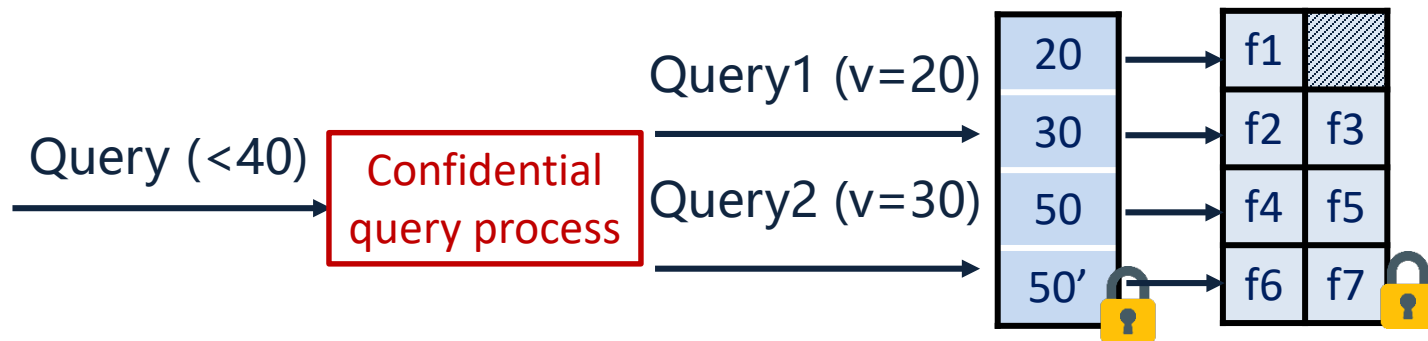 Query (<40)
Confidential
query process
Query1 (v=20)
Query2 (v=30)
20
30
50
50’
f1
f2 f3
f4 f5
f6 f7